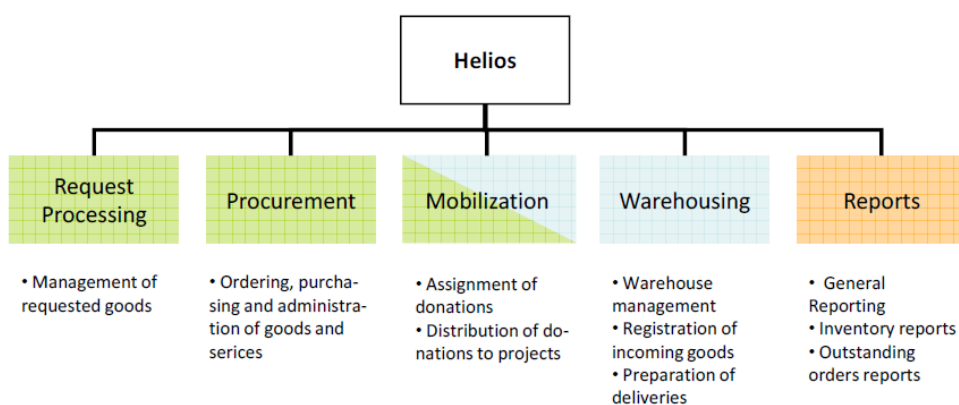 Helios
Request
Processing
Procurement
Mobilization
Warehousing
Reports
• Management of
requested goods
• Ordering, purcha-
sing and administra-
tion of goods and
serices
• Assignment of
donations
• Distribution of do-
nations to projects
• Warehouse
management
• Registration of
incoming goods
• Preparation of
deliveries
• General
Reporting
• Inventory reports
• Outstanding
orders reports